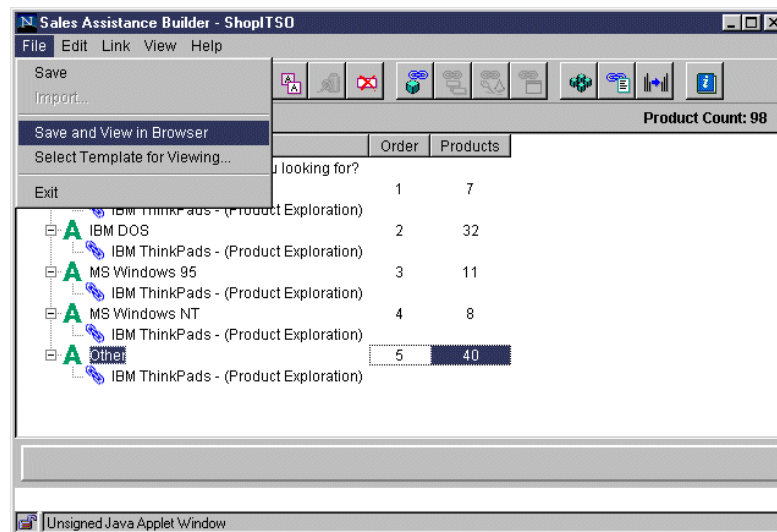 Sales Assistance Builder - ShopITSO
File Edit Link View Help
Save
Import...
Save and View in Browser
Select Template for Viewing...
Exit
Product Count: 98
Order Products
looking for?
1 7
IBM ThinkPads - (Product Exploration)
A IBM DOS 2 32
IBM ThinkPads - (Product Exploration)
A MS Windows 95 3 11
IBM ThinkPads - (Product Exploration)
A MS Windows NT 4 8
IBM ThinkPads - (Product Exploration)
A Other 5 40
IBM ThinkPads - (Product Exploration)
Unsigned Java Applet Window